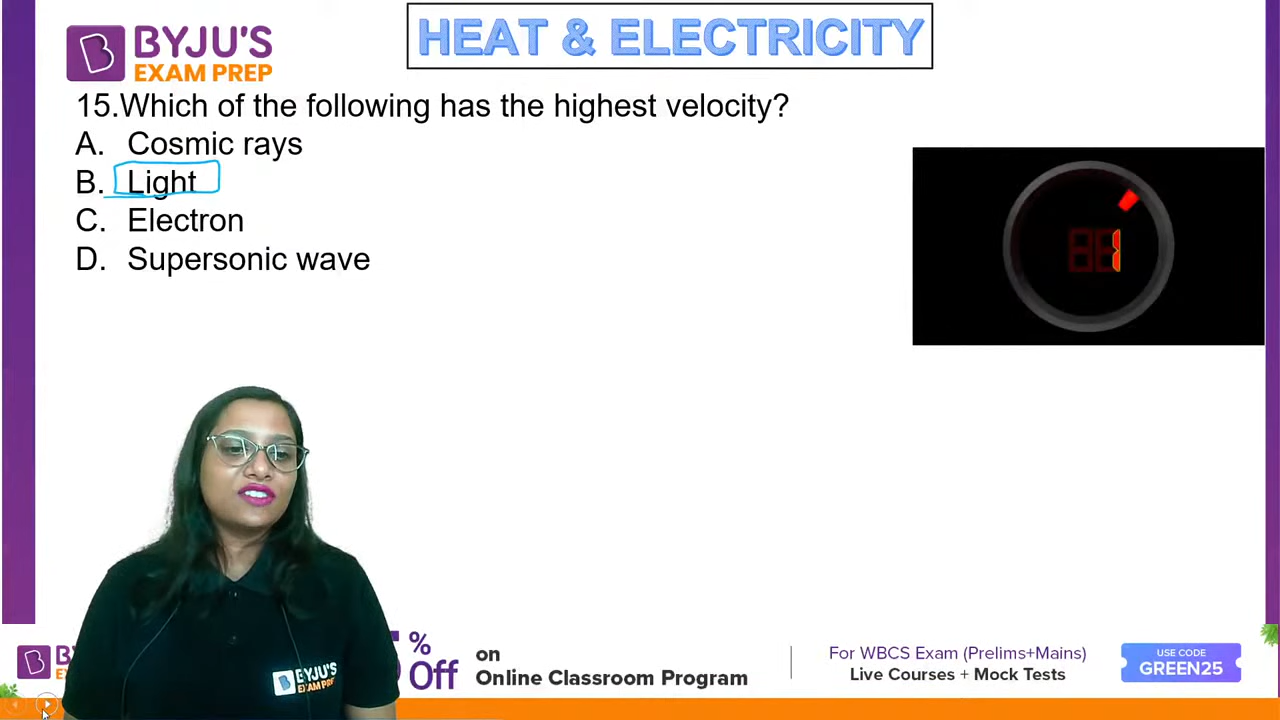 BYJU'S
EXAM PREP
HEAT & ELECTRICITY
15.Which of the following has the highest velocity?
A. Cosmic rays
B. Light
C. Electron
D. Supersonic wave
1
BYJU'S
EXAM PREP
% Off
on
Online Classroom Program
For WBCS Exam (Prelims+Mains)
Live Courses + Mock Tests
USE CODE
GREEN25